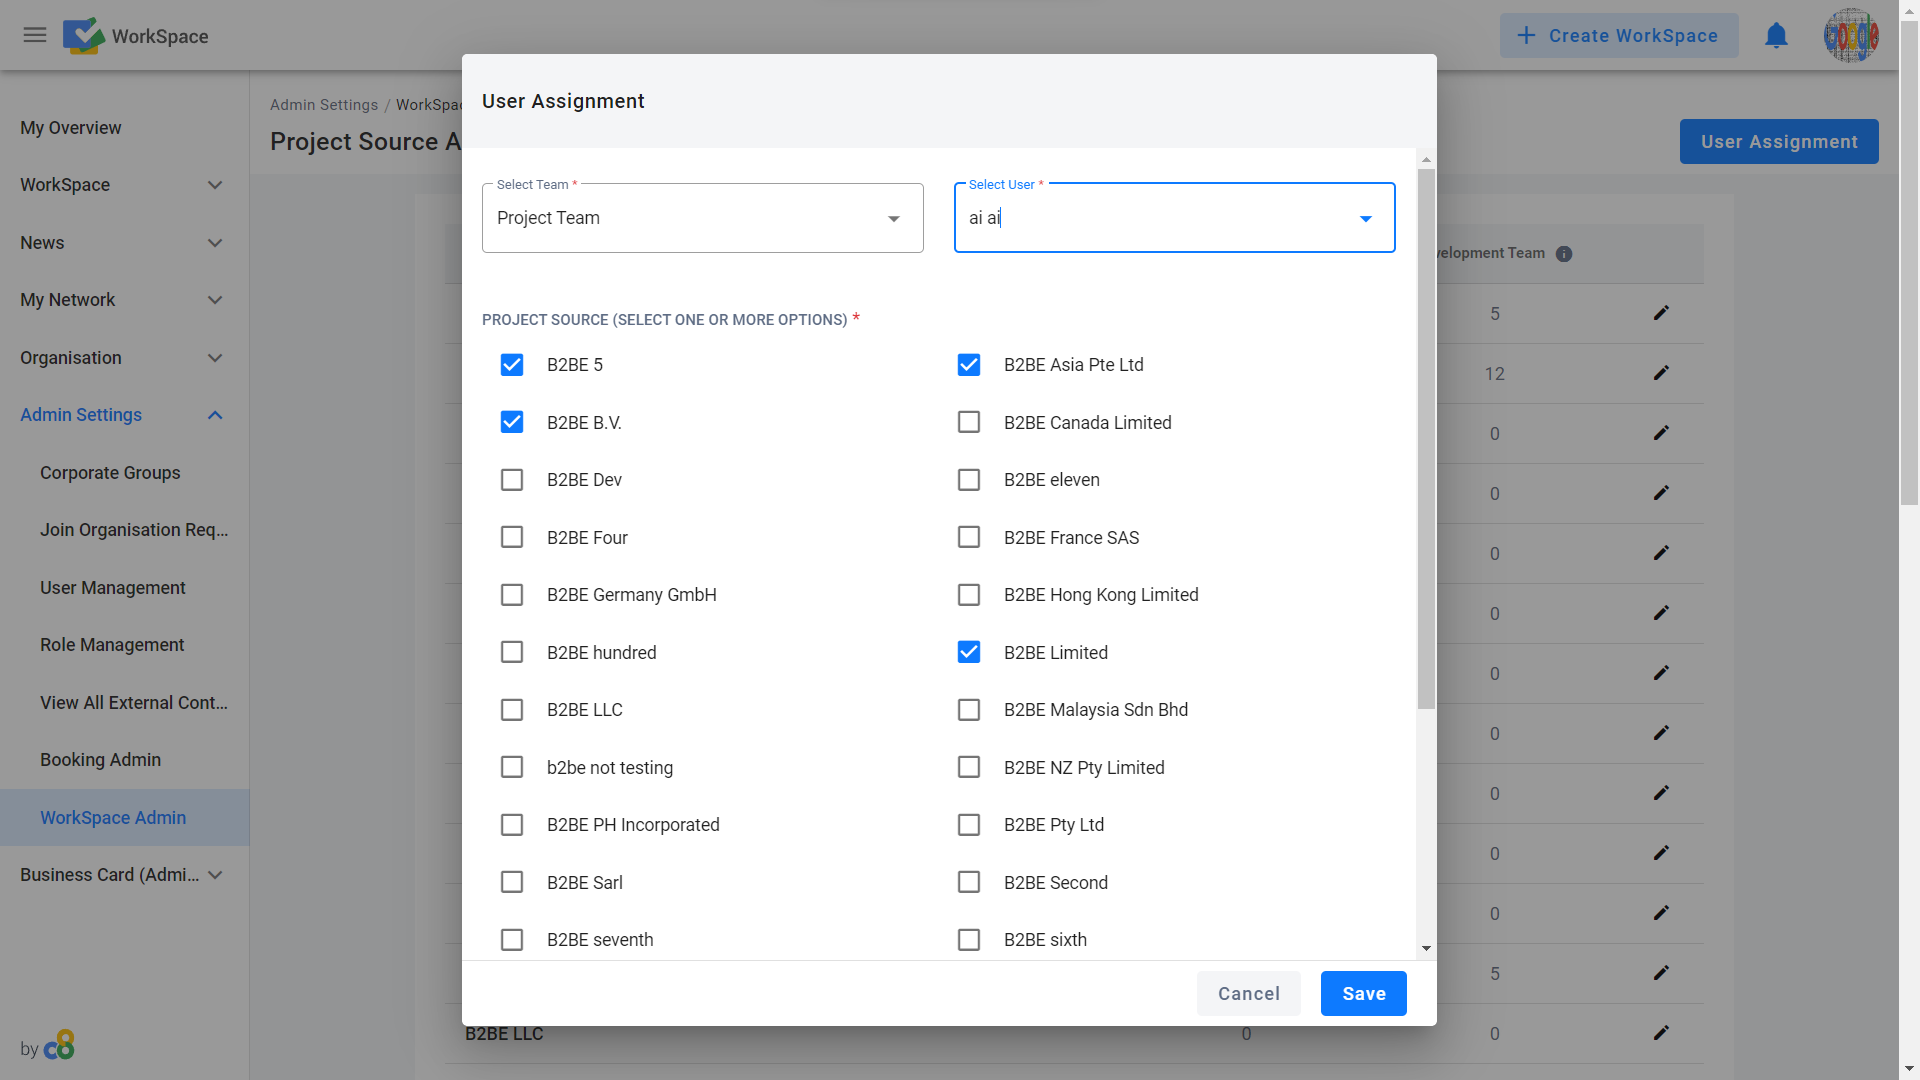 WorkSpace
Create WorkSpace
Google
My Overview
WorkSpace
News
My Network
Organisation
Admin Settings
Corporate Groups
Join Organisation Req...
User Management
Role Management
View All External Cont...
Booking Admin
WorkSpace Admin
Business Card (Admi...
by
Admin Settings / WorkSpac
Project Source A
User Assignment
User Assignment
Select Team *
Project Team
Select User *
ai ai
PROJECT SOURCE (SELECT ONE OR MORE OPTIONS) *
B2BE 5
B2BE Asia Pte Ltd
B2BE B.V.
B2BE Canada Limited
B2BE Dev
B2BE eleven
B2BE Four
B2BE France SAS
B2BE Germany GmbH
B2BE Hong Kong Limited
B2BE hundred
B2BE Limited
B2BE LLC
B2BE Malaysia Sdn Bhd
b2be not testing
B2BE NZ Pty Limited
B2BE PH Incorporated
B2BE Pty Ltd
B2BE Sarl
B2BE Second
B2BE seventh
B2BE sixth
Cancel
Save
velopment Team
5
12
0
0
0
0
0
0
0
0
0
5
B2BE LLC
0
0